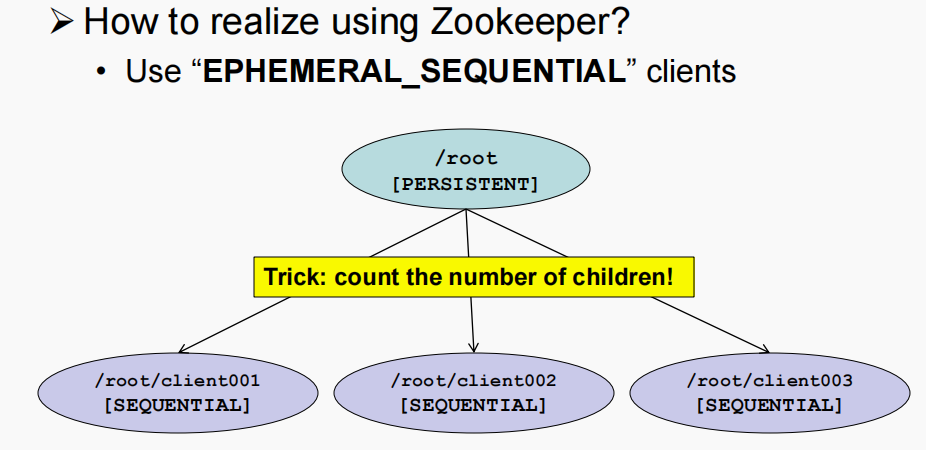 ➢ How to realize using Zookeeper?
• Use “EPHEMERAL_SEQUENTIAL” clients
/root
[PERSISTENT]
Trick: count the number of children!
/root/client001
[SEQUENTIAL]
/root/client002
[SEQUENTIAL]
/root/client003
[SEQUENTIAL]